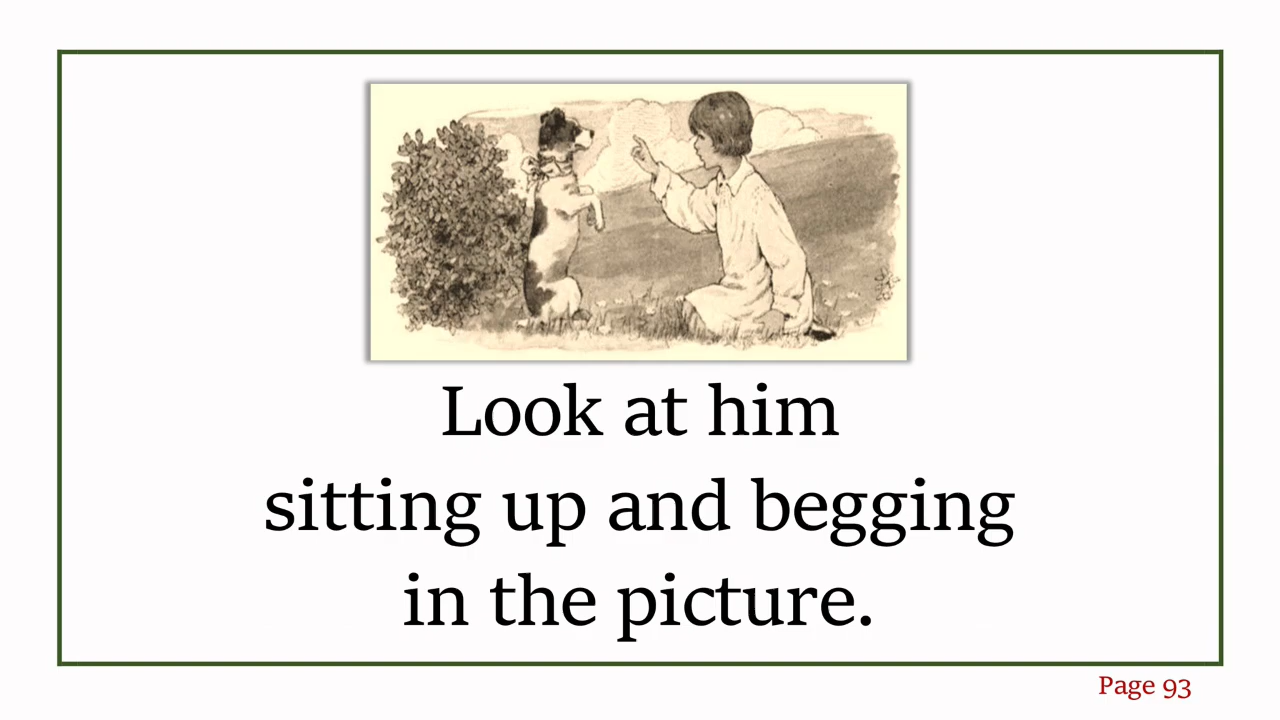 Look at him
sitting up and begging
in the picture.
Page 93